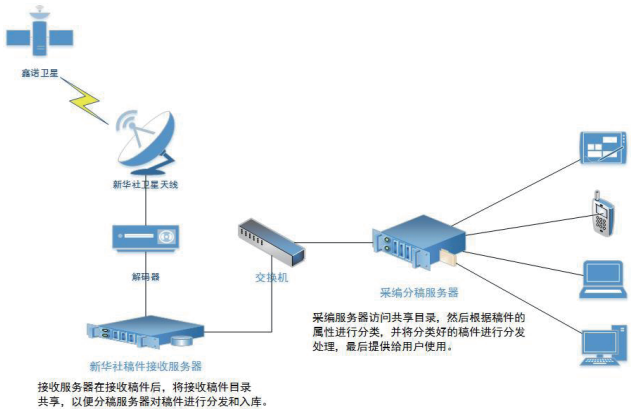 鑫诺卫星
新华社卫星天线
解码器
交换机
采编分稿服务器
采编服务器访问共享目录，然后根据稿件的
属性进行分类，并将分类好的稿件进行分发
处理，最后提供给用户使用。
新华社稿件接收服务器
接收服务器在接收稿件后，将接收稿件目录
共享，以便分稿服务器对稿件进行分发和入库。